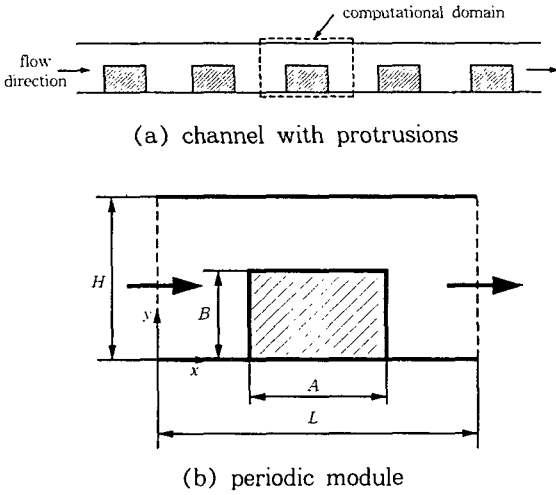 computational domain
flow
direction
(a) channel with protrusions
H
B
y
x
A
L
(b) periodic module